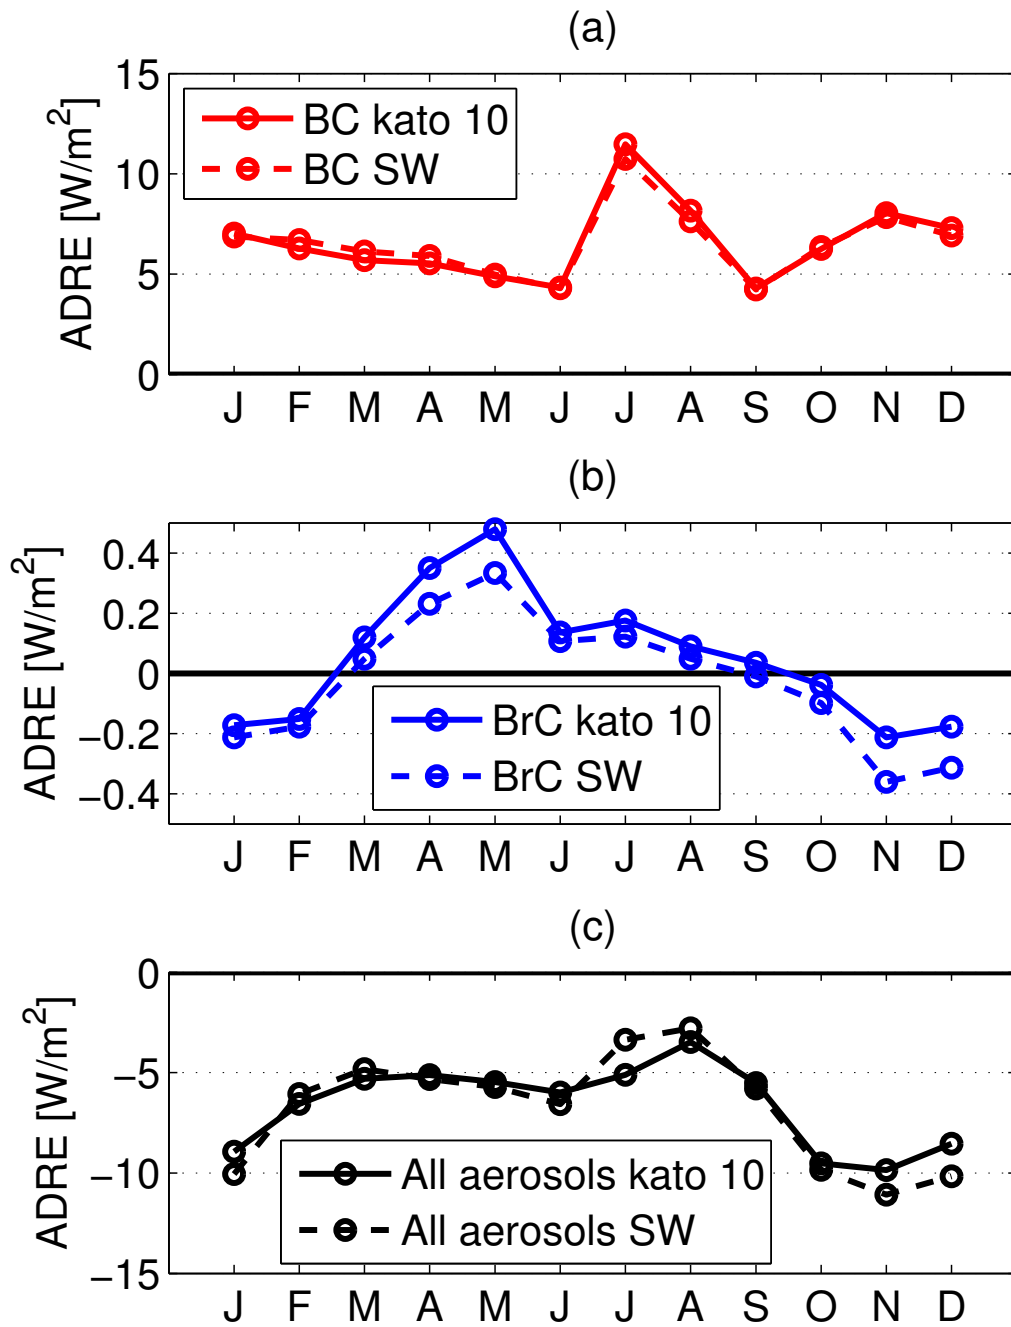 (a)
ADRE [W/m²]
15
10
5
0
BC kato 10
BC SW
J F M A M J J A S O N D
(b)
ADRE [W/m²]
0.4
0.2
0
−0.2
−0.4
BrC kato 10
BrC SW
J F M A M J J A S O N D
(c)
ADRE [W/m²]
0
−5
−10
−15
All aerosols kato 10
All aerosols SW
J F M A M J J A S O N D